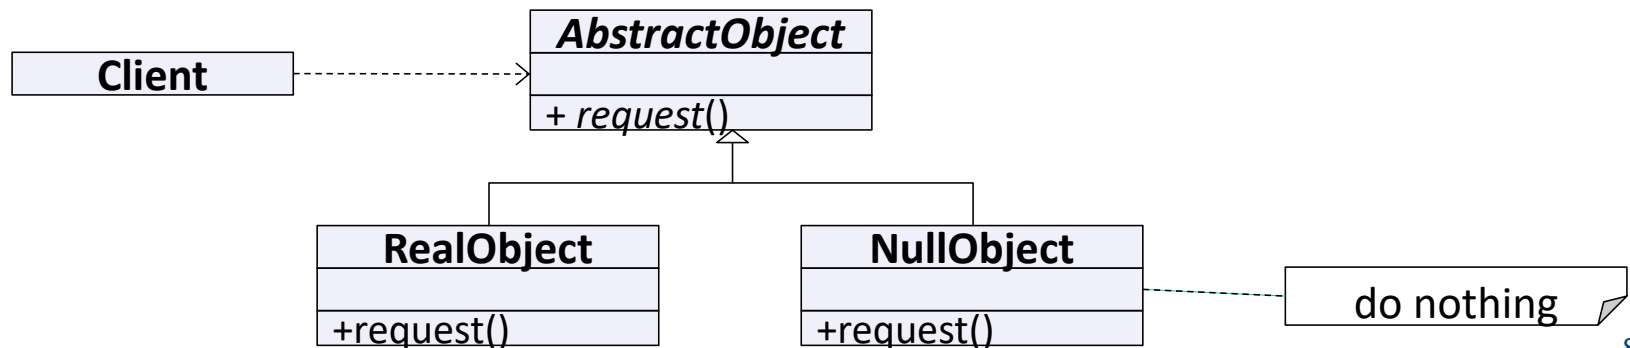 AbstractObject
Client
+ request()
RealObject
NullObject
do nothing
+request()
+request()